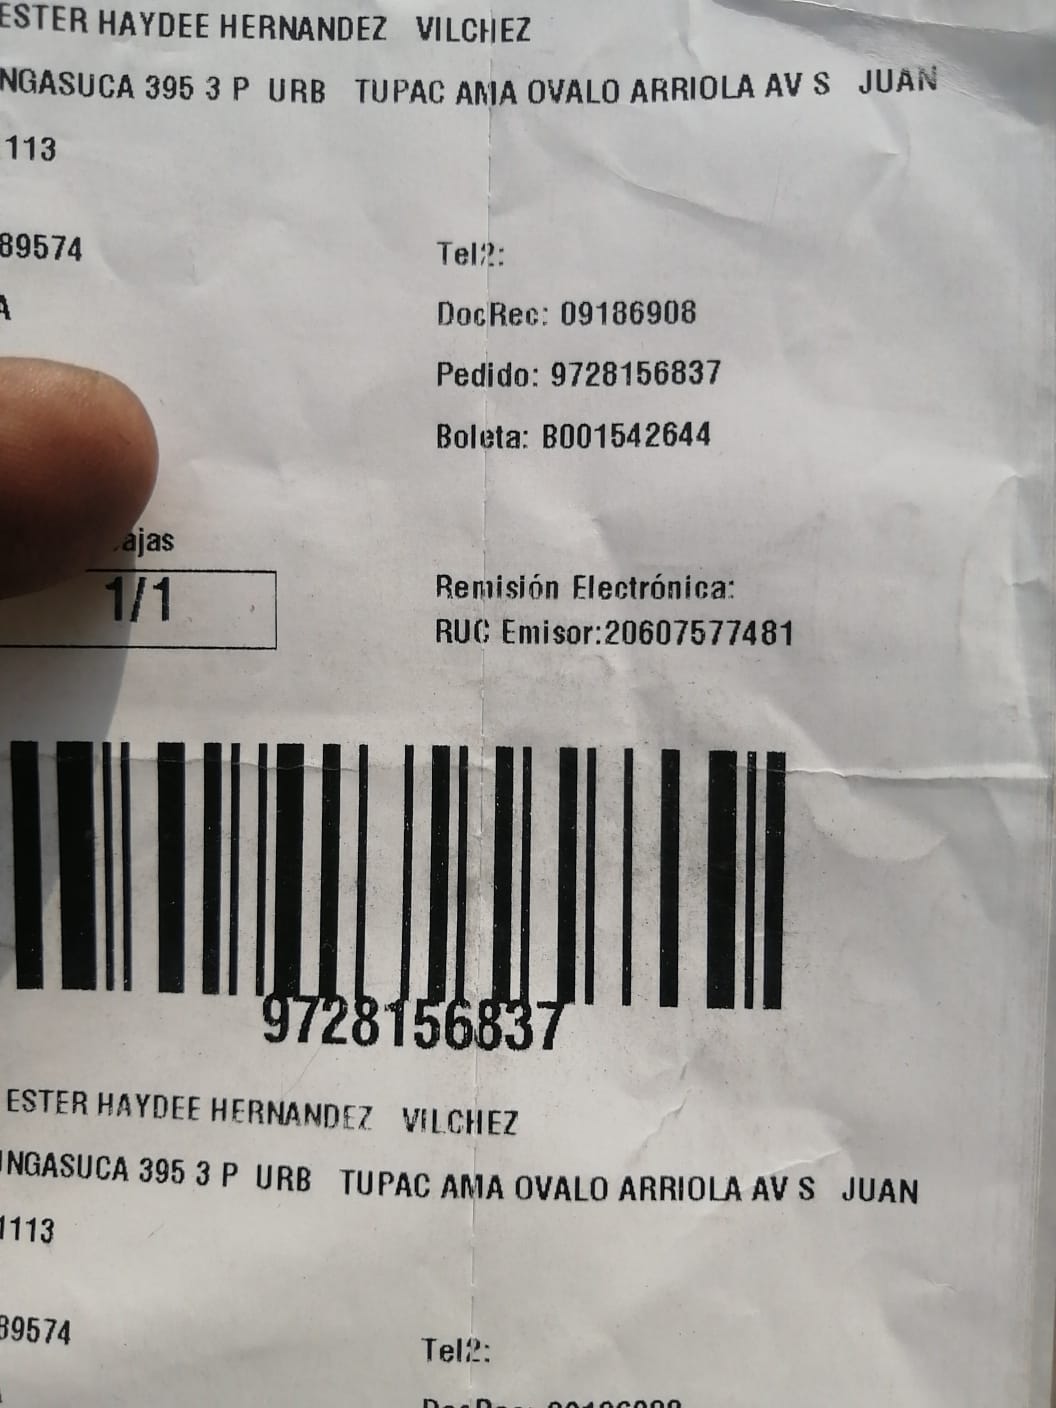 ESTER HAYDEE HERNANDEZ VILCHEZ
NGASUCA 395 3 P URB TUPAC AMA OVALO ARRIOLA AV S JUAN
113
89574
Tel2:
A
DocRec: 09186908
Pedido: 9728156837
Boleta: B001542644
ajas
1/1
Remisión Electrónica:
RUC Emisor:20607577481
9728156837
ESTER HAYDEE HERNANDEZ VILCHEZ
NGASUCA 395 3 P URB TUPAC AMA OVALO ARRIOLA AV S JUAN
1113
89574
Tel2: